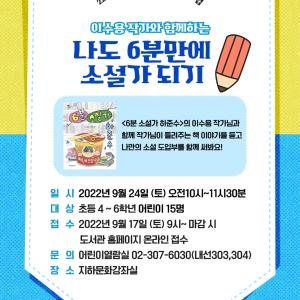 이수용 작가와 함께하는
나도 6분만에
소설가 되기
6분 소설가
<6분 소설가 하준수>의 이수용 작가님과
함께 작가님이 들려주는 책 이야기를 듣고
나만의 소설 도입부를 함께 써봐요!
일 시 2022년 9월 24일 (토) 오전10시~11시30분
대 상 초등 4 ~ 6학년 어린이 15명
접 수 2022년 9월 17일 (토) 9시~ 마감 시
도서관 홈페이지 온라인 접수
문 의 어린이열람실 02-307-6030(내선303,304)
장 소 지하문화강좌실